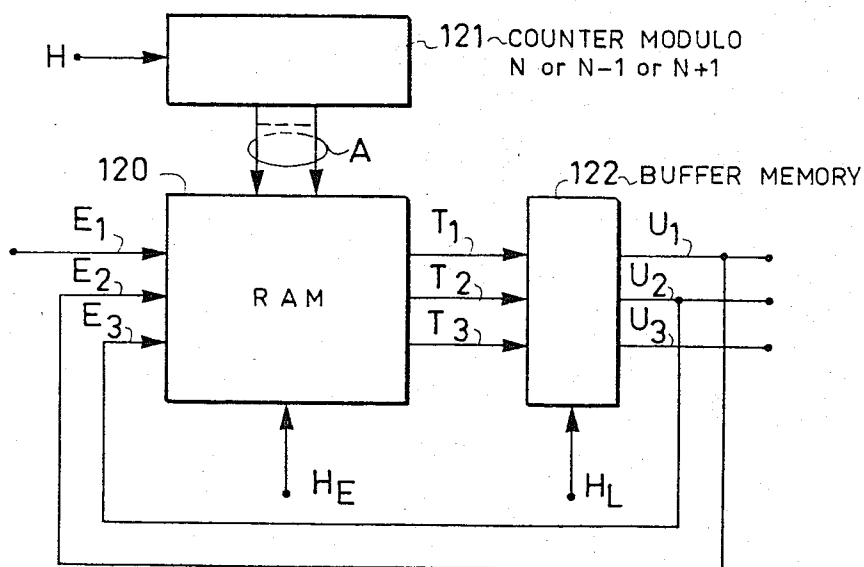 H
121 COUNTER MODULO
N or N-1 or N+1
A
120
122 BUFFER MEMORY
E1
E2
E3
RAM
T1
T2
T3
U1
U2
U3
HE
HL